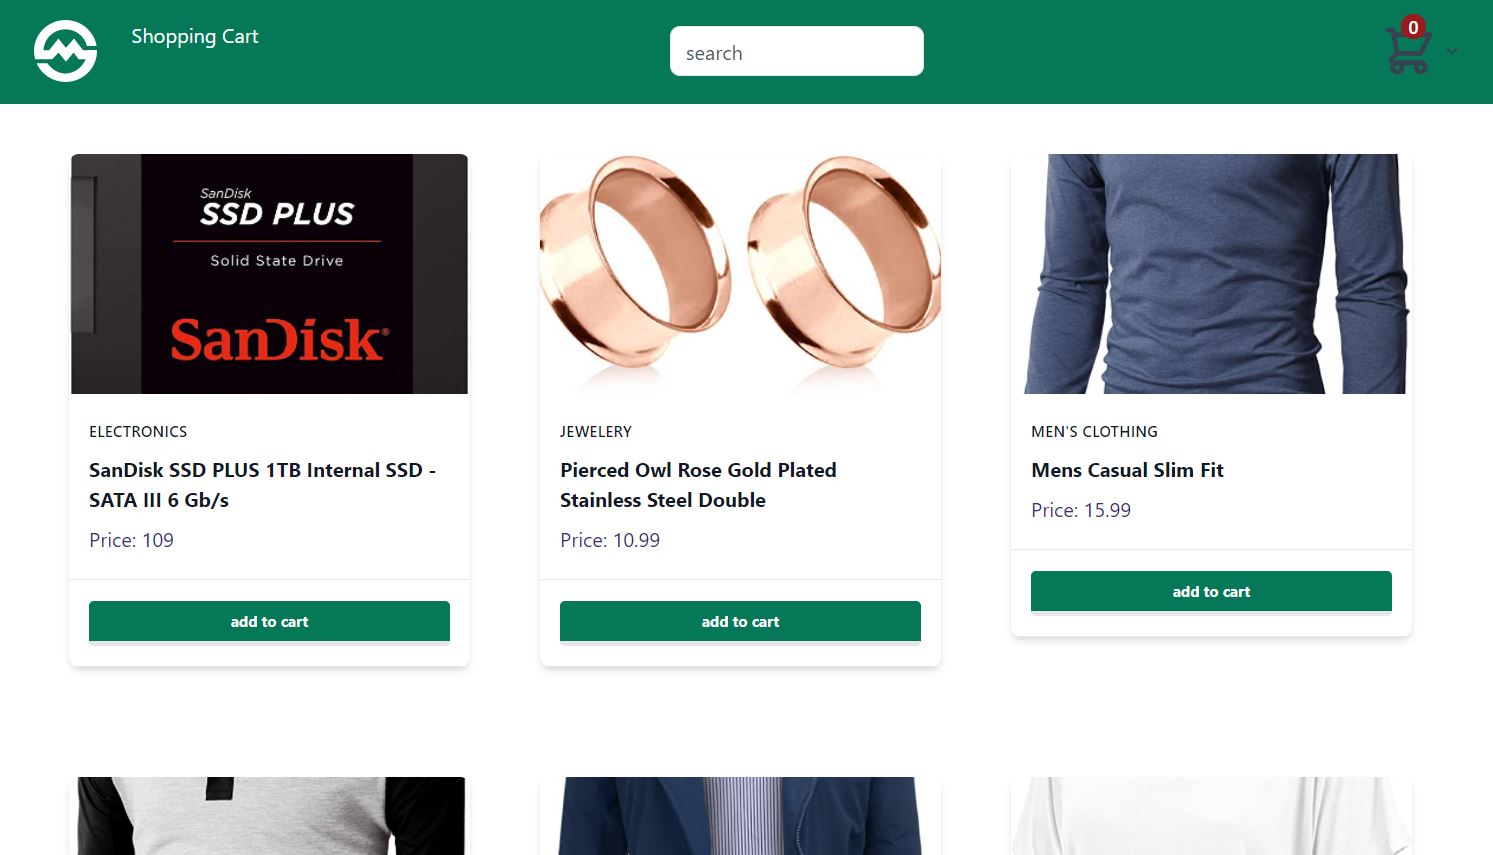 Shopping Cart
search
0
SanDisk
SSD PLUS
Solid State Drive
SanDisk®
ELECTRONICS
SanDisk SSD PLUS 1TB Internal SSD -
SATA III 6 Gb/s
Price: 109
add to cart
JEWELERY
Pierced Owl Rose Gold Plated
Stainless Steel Double
Price: 10.99
add to cart
MEN'S CLOTHING
Mens Casual Slim Fit
Price: 15.99
add to cart